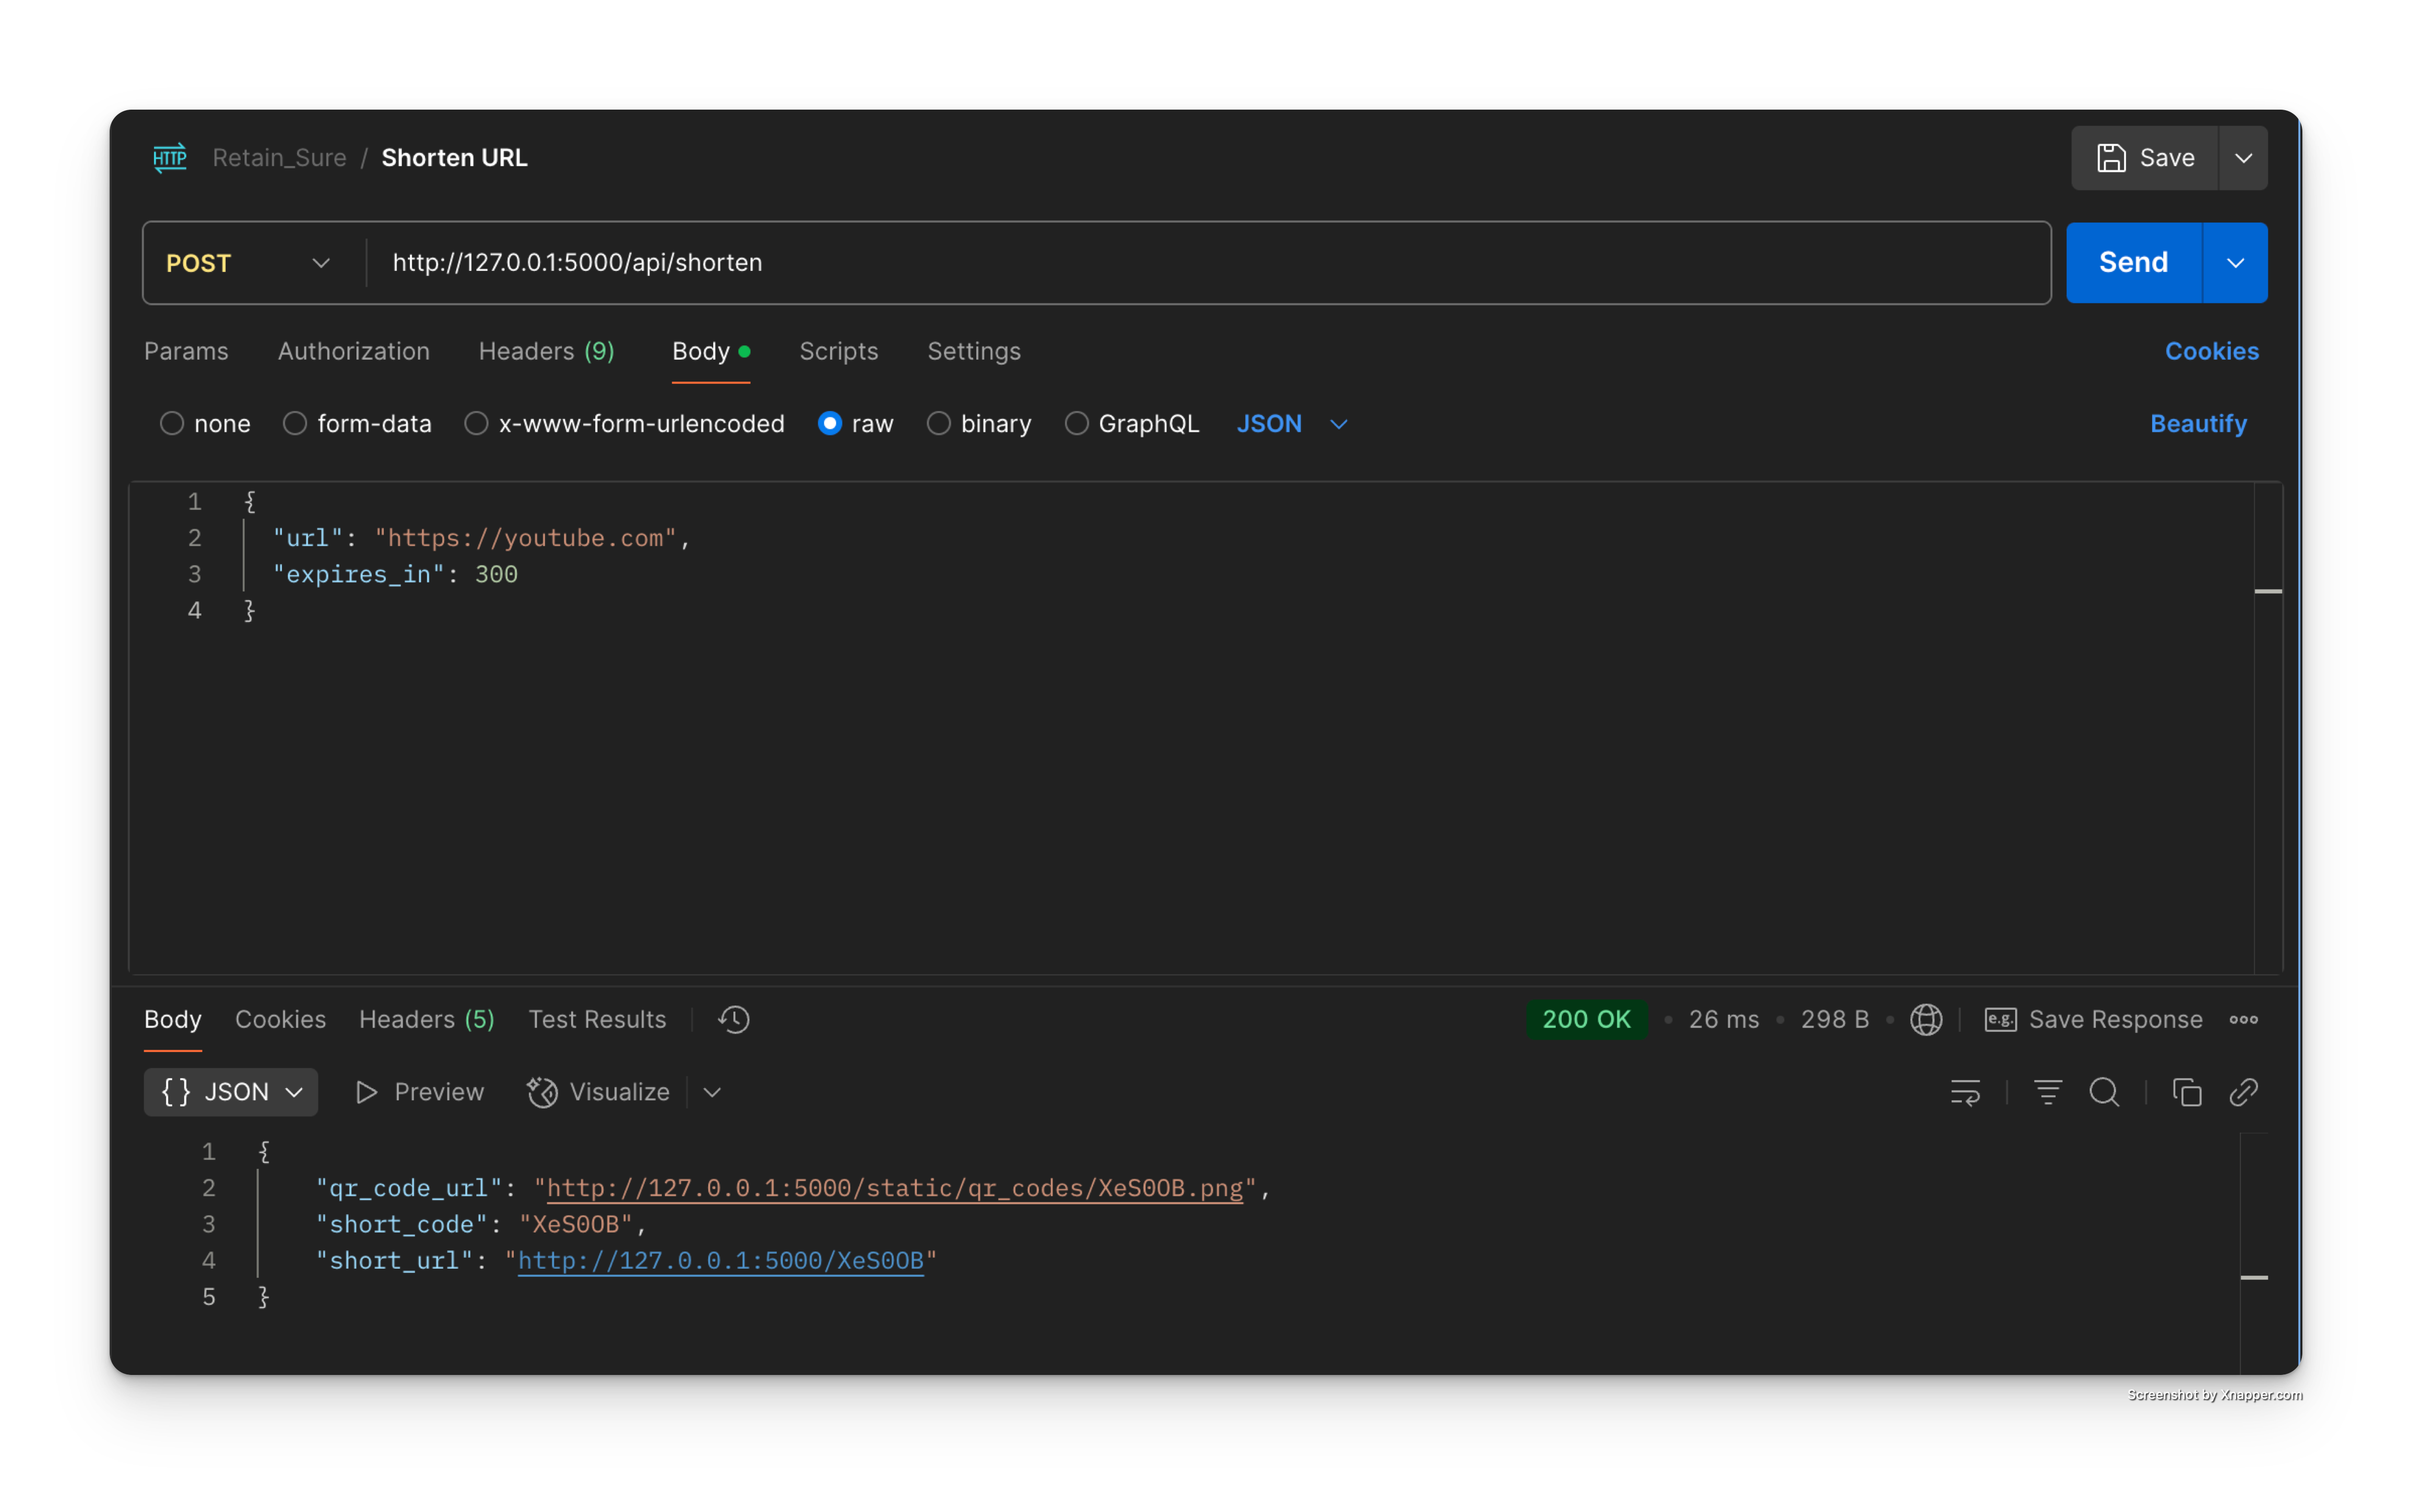 HTTP Retain_Sure / Shorten URL Save
POST http://127.0.0.1:5000/api/shorten Send
Params Authorization Headers (9) Body Scripts Settings Cookies
none form-data x-www-form-urlencoded raw binary GraphQL JSON Beautify
1 {
2 "url": "https://youtube.com",
3 "expires_in": 300
4 }
Body Cookies Headers (5) Test Results 200 OK • 26 ms • 298 B • e.g. Save Response
{} JSON Preview Visualize
1 {
2 "qr_code_url": "http://127.0.0.1:5000/static/qr_codes/XeS0OB.png",
3 "short_code": "XeS0OB",
4 "short_url": "http://127.0.0.1:5000/XeS0OB"
5 }
Screenshot by Xnapper.com